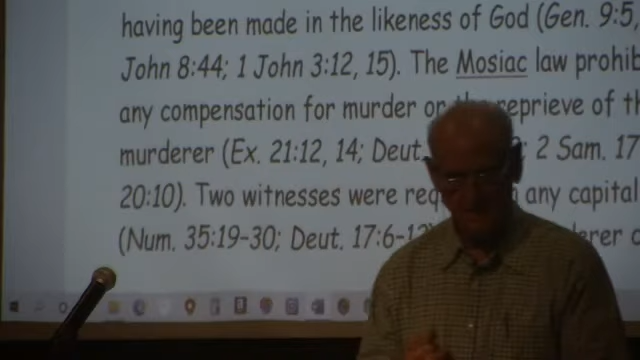 having been made in the likeness of God (Gen. 9:5,
John 8:44; 1 John 3:12, 15). The Mosiac law prohib
any compensation for murder or the reprieve of th
murderer (Ex. 21:12, 14; Deut. 2 Sam. 17
20:10). Two witnesses were req any capital
(Num. 35:19-30; Deut. 17:6-12 derer c